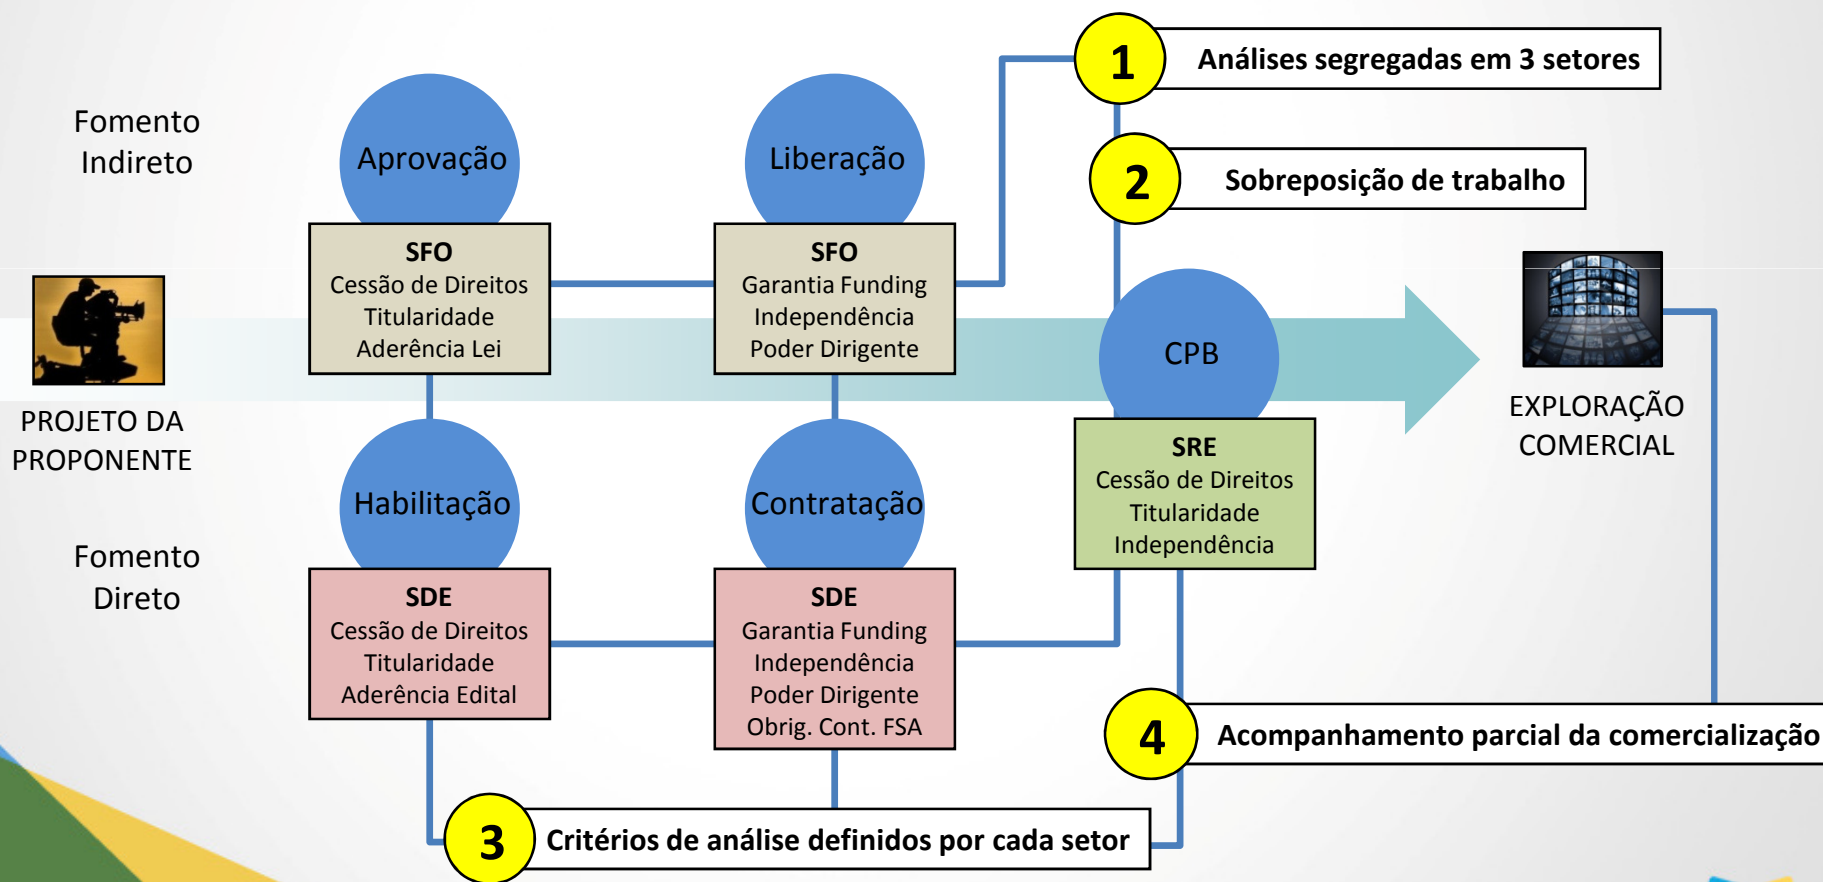 1
Análises segregadas em 3 setores
2
Sobreposição de trabalho
Fomento
Indireto
Aprovação
SFO
Cessão de Direitos
Titularidade
Aderência Lei
Liberação
SFO
Garantia Funding
Independência
Poder Dirigente
PROJETO DA
PROPONENTE
CPB
SRE
Cessão de Direitos
Titularidade
Independência
EXPLORAÇÃO
COMERCIAL
Fomento
Direto
Habilitação
SDE
Cessão de Direitos
Titularidade
Aderência Edital
Contratação
SDE
Garantia Funding
Independência
Poder Dirigente
Obrig. Cont. FSA
4
Acompanhamento parcial da comercialização
3
Critérios de análise definidos por cada setor